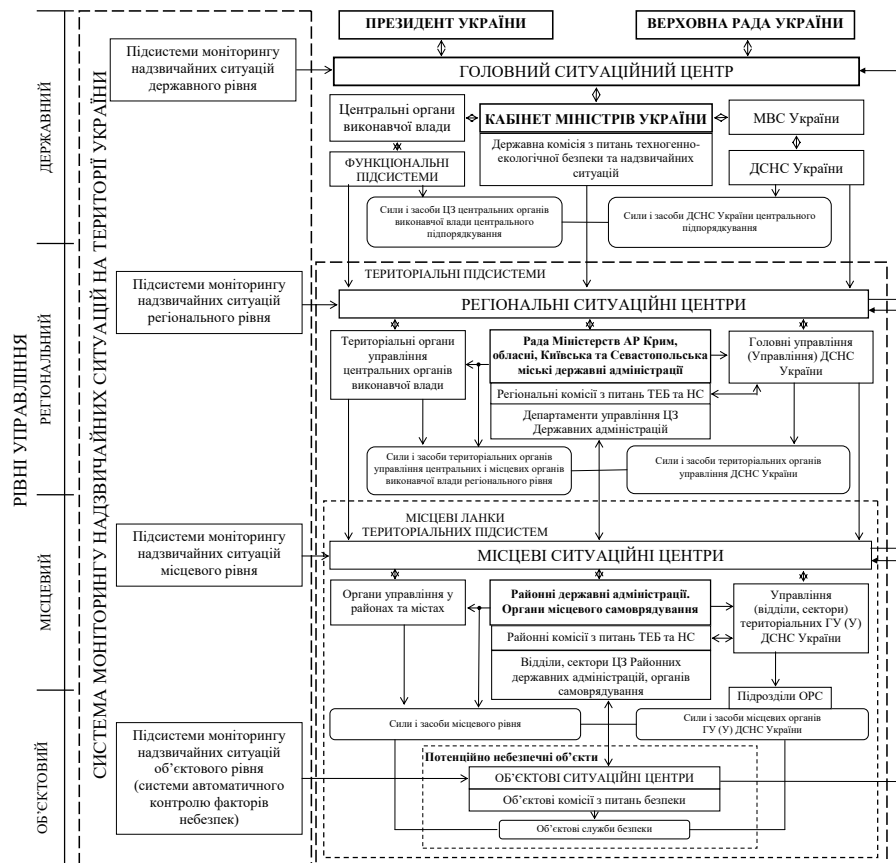 РІВНІ УПРАВЛІННЯ
ДЕРЖАВНИЙ
РЕГІОНАЛЬНИЙ
МІСЦЕВИЙ
ОБ’ЄКТОВИЙ
СИСТЕМА МОНІТОРИНГУ НАДЗВИЧАЙНИХ СИТУАЦІЙ НА ТЕРИТОРІЇ УКРАЇНИ
ПРЕЗИДЕНТ УКРАЇНИ
ВЕРХОВНА РАДА УКРАЇНИ
Підсистеми моніторингу
надзвичайних ситуацій
державного рівня
ГОЛОВНИЙ СИТУАЦІЙНИЙ ЦЕНТР
Центральні органи
виконавчої влади
КАБІНЕТ МІНІСТРІВ УКРАЇНИ
Державна комісія з питань техногенно-
екологічної безпеки та надзвичайних
ситуацій
МВС України
ФУНКЦІОНАЛЬНІ
ПІДСИСТЕМИ
ДСНС України
Сили і засоби ЦЗ центральних органів
виконавчої влади центрального
підпорядкування
Сили і засоби ДСНС України центрального
підпорядкування
ТЕРИТОРІАЛЬНІ ПІДСИСТЕМИ
Підсистеми моніторингу
надзвичайних ситуацій
регіонального рівня
РЕГІОНАЛЬНІ СИТУАЦІЙНІ ЦЕНТРИ
Територіальні органи
управління
центральних органів
виконавчої влади
Рада Міністерств АР Крим,
обласні, Київська та Севастопольська
міські державні адміністрації
Регіональні комісії з питань ТЕБ та НС
Департаменти управління ЦЗ
Державних адміністрацій
Головні управління
(Управління) ДСНС
України
Сили і засоби територіальних органів
управління центральних і місцевих органів
виконавчої влади регіонального рівня
Сили і засоби територіальних органів
управління ДСНС України
МІСЦЕВІ ЛАНКИ
ТЕРИТОРІАЛЬНИХ ПІДСИСТЕМ
Підсистеми моніторингу
надзвичайних ситуацій
місцевого рівня
МІСЦЕВІ СИТУАЦІЙНІ ЦЕНТРИ
Органи управління у
районах та містах
Районні державні адміністрації.
Органи місцевого самоврядування
Районні комісії з питань ТЕБ та НС
Відділи, сектори ЦЗ Районних
державних адміністрацій, органів
самоврядування
Управління
(відділи, сектори)
територіальних ГУ (У)
ДСНС України
Підрозділи ОРС
Сили і засоби місцевого рівня
Сили і засоби місцевих органів
ГУ (У) ДСНС України
Підсистеми моніторингу
надзвичайних ситуацій
об’єктового рівня
(системи автоматичного
контролю факторів
небезпек)
Потенційно небезпечні об’єкти
ОБ’ЄКТОВІ СИТУАЦІЙНІ ЦЕНТРИ
Об’єктові комісії з питань безпеки
Об’єктові служби безпеки